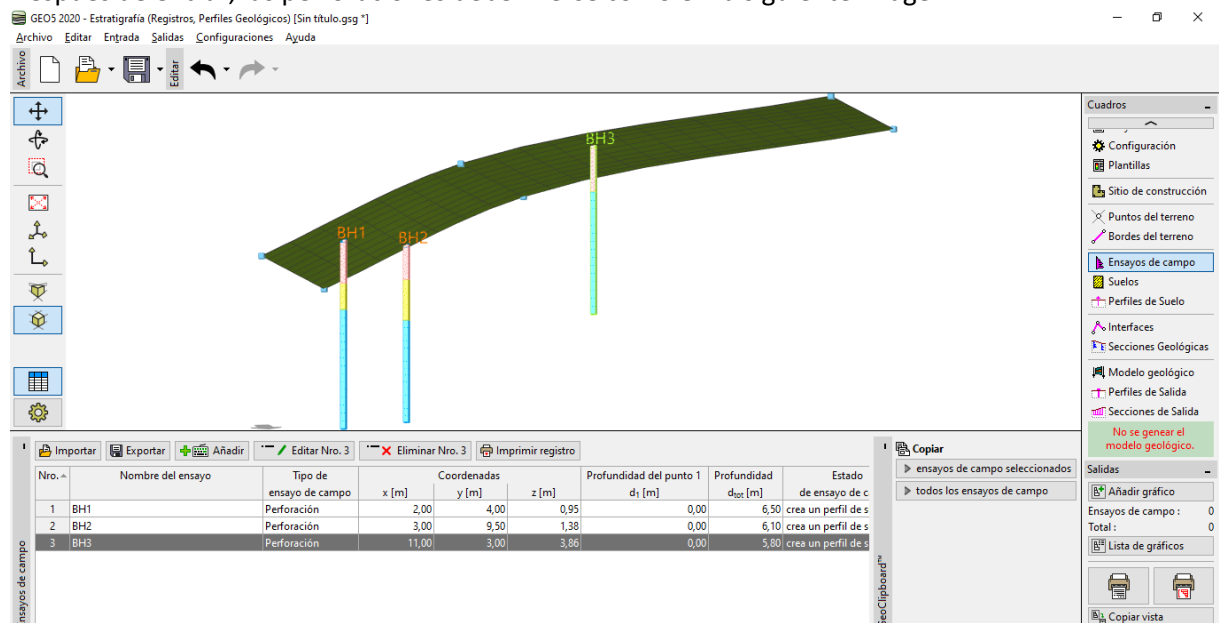 GEO5 2020 - Estratigrafía (Registros, Perfiles Geológicos) [Sin título.gsg *]
Archivo Editar Entrada Salidas Configuraciones Ayuda
Archivo
Editar
BH1
BH2
BH3
Cuadros
Configuración
Plantillas
Sitio de construcción
Puntos del terreno
Bordes del terreno
Ensayos de campo
Suelos
Perfiles de Suelo
Interfaces
Secciones Geológicas
Modelo geológico
Perfiles de Salida
Secciones de Salida
No se genear el
modelo geológico.
Importar Exportar Añadir Editar Nro. 3 Eliminar Nro. 3 Imprimir registro
Nro. Nombre del ensayo Tipo de Coordenadas Profundidad del punto 1 Profundidad Estado
ensayo de campo x [m] y [m] z [m] d₁ [m] dtot [m] de ensayo de c
1 BH1 Perforación 2,00 4,00 0,95 0,00 6,50 crea un perfil de s
2 BH2 Perforación 3,00 9,50 1,38 0,00 6,10 crea un perfil de s
3 BH3 Perforación 11,00 3,00 3,86 0,00 5,80 crea un perfil de s
Ensayos de campo
Copiar
ensayos de campo seleccionados
todos los ensayos de campo
GeoClipboard™
Salidas
Añadir gráfico
Ensayos de campo : 0
Total : 0
Lista de gráficos
Copiar vista